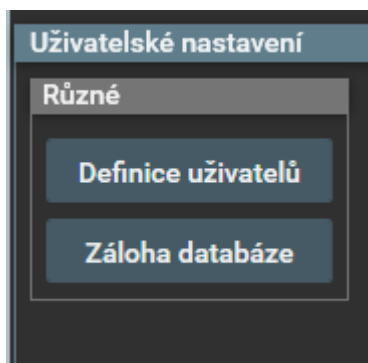 Uživatelské nastavení
Různé
Definice uživatelů
Záloha databáze